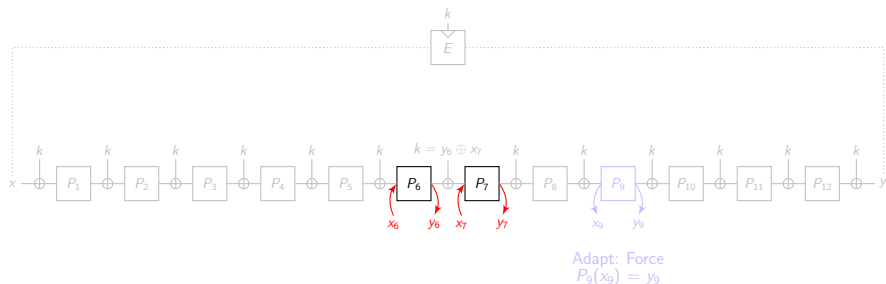 k
E
k k k k k k k = y₆ ⊕ x₇ k k k k k k
x P₁ P₂ P₃ P₄ P₅ P₆ P₇ P₈ P₉ P₁₀ P₁₁ P₁₂ y
x₆ y₆ x₇ y₇ x₉ y₉
Adapt: Force
P₉(x₉) = y₉